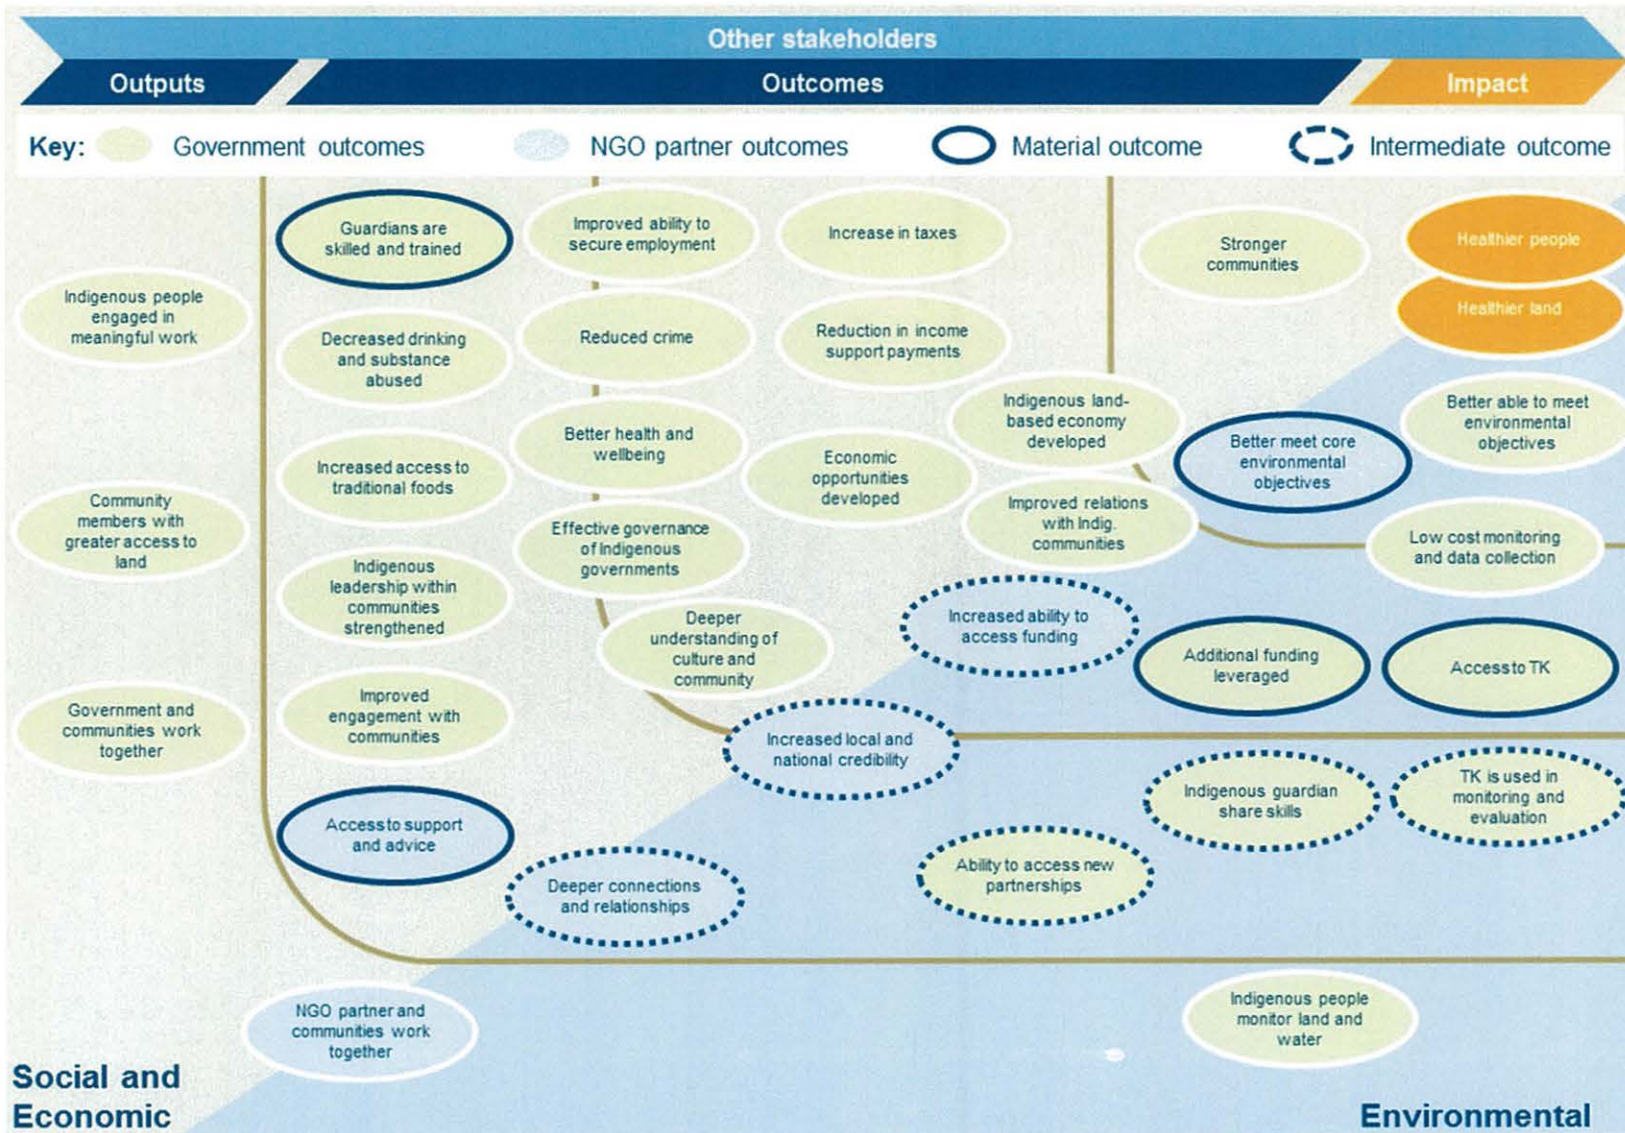 Other stakeholders
Outputs
Outcomes
Impact
Key:
Government outcomes
NGO partner outcomes
Material outcome
Intermediate outcome
Indigenous people
engaged in
meaningful work
Community
members with
greater access to
land
Government and
communities work
together
Guardians are
skilled and trained
Decreased drinking
and substance
abused
Increased access to
traditional foods
Indigenous
leadership within
communities
strengthened
Improved
engagement with
communities
Access to support
and advice
NGO partner and
communities work
together
Improved ability to
secure employment
Reduced crime
Better health and
wellbeing
Effective governance
of Indigenous
governments
Deeper
understanding of
culture and
community
Increased local and
national credibility
Deeper connections
and relationships
Increase in taxes
Reduction in income
support payments
Economic
opportunities
developed
Indigenous land-
based economy
developed
Improved relations
with Indig.
communities
Increased ability to
access funding
Ability to access new
partnerships
Stronger
communities
Better meet core
environmental
objectives
Additional funding
leveraged
Indigenous guardian
share skills
Indigenous people
monitor land and
water
Healthier people
Healthier land
Better able to meet
environmental
objectives
Low cost monitoring
and data collection
Access to TK
TK is used in
monitoring and
evaluation
Social and
Economic
Environmental